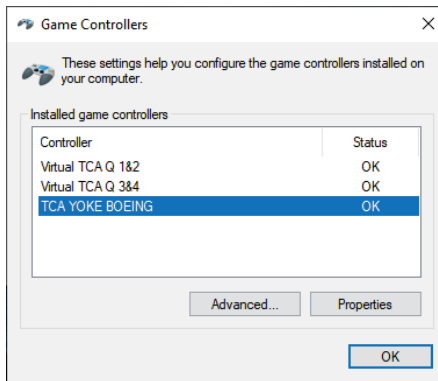 Game Controllers
These settings help you configure the game controllers installed on
your computer.
Installed game controllers
Controller Status
Virtual TCA Q 1&2 OK
Virtual TCA Q 3&4 OK
TCA YOKE BOEING OK
Advanced... Properties
OK